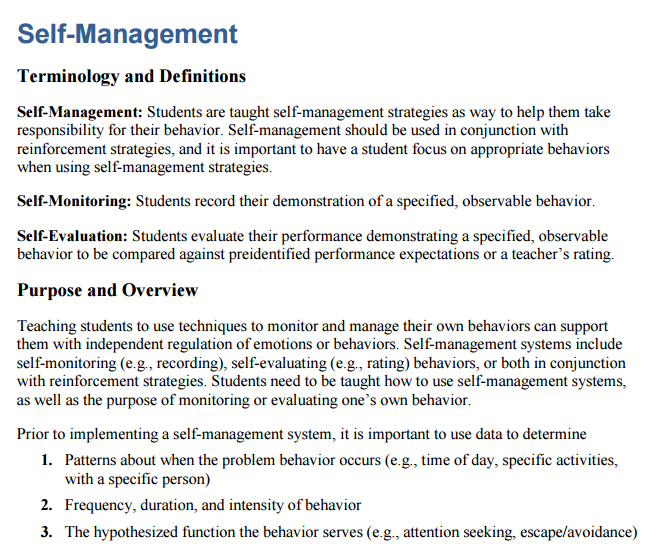 Self-Management
Terminology and Definitions
Self-Management: Students are taught self-management strategies as way to help them take
responsibility for their behavior. Self-management should be used in conjunction with
reinforcement strategies, and it is important to have a student focus on appropriate behaviors
when using self-management strategies.
Self-Monitoring: Students record their demonstration of a specified, observable behavior.
Self-Evaluation: Students evaluate their performance demonstrating a specified, observable
behavior to be compared against preidentified performance expectations or a teacher’s rating.
Purpose and Overview
Teaching students to use techniques to monitor and manage their own behaviors can support
them with independent regulation of emotions or behaviors. Self-management systems include
self-monitoring (e.g., recording), self-evaluating (e.g., rating) behaviors, or both in conjunction
with reinforcement strategies. Students need to be taught how to use self-management systems,
as well as the purpose of monitoring or evaluating one’s own behavior.
Prior to implementing a self-management system, it is important to use data to determine
1. Patterns about when the problem behavior occurs (e.g., time of day, specific activities,
with a specific person)
2. Frequency, duration, and intensity of behavior
3. The hypothesized function the behavior serves (e.g., attention seeking, escape/avoidance)